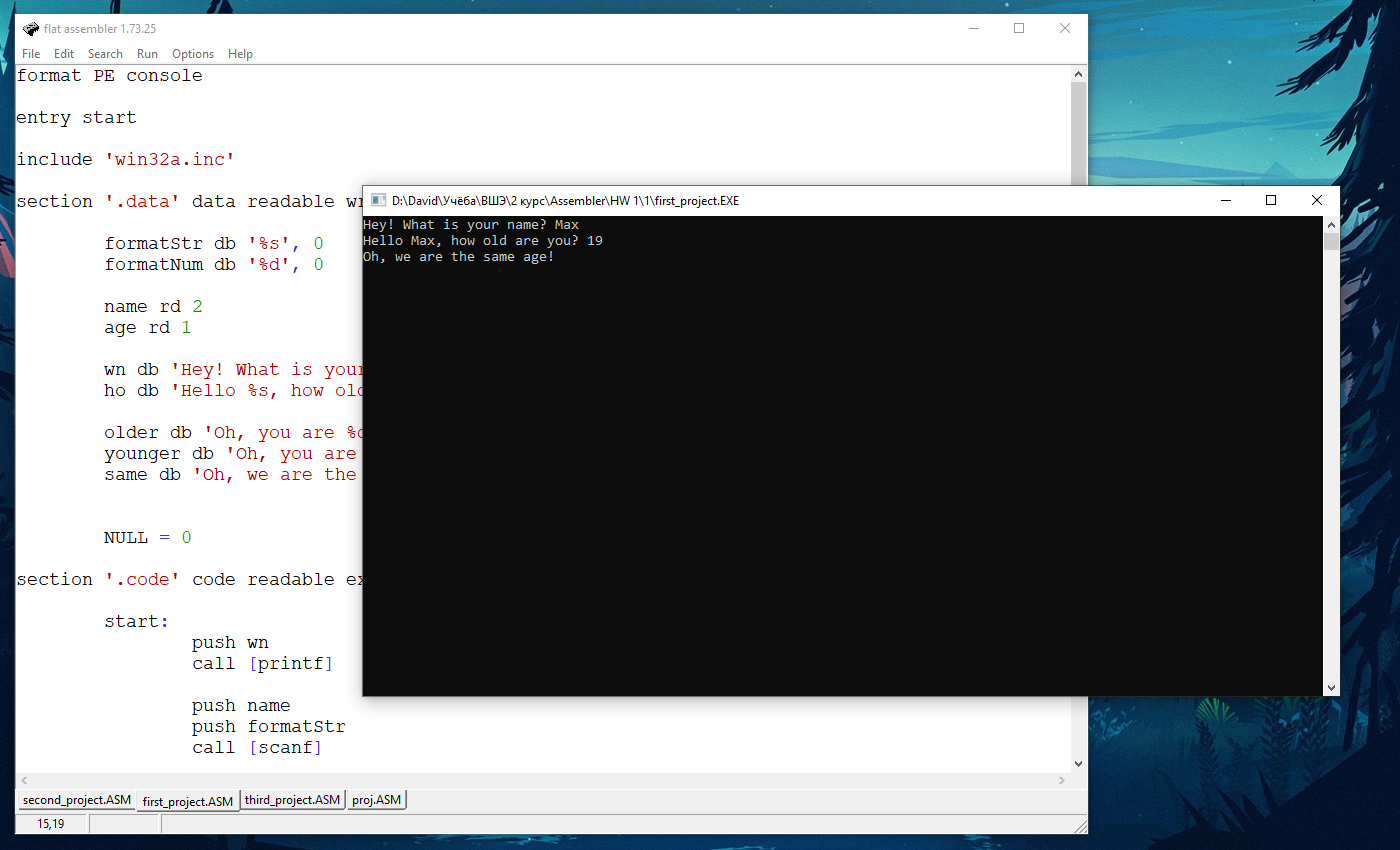 flat assembler 1.73.25
File Edit Search Run Options Help
format PE console
entry start
include 'win32a.inc'
section '.data' data readable
formatStr db '%s', 0
formatNum db '%d', 0
name rd 2
age rd 1
wn db 'Hey! What is your
ho db 'Hello %s, how old
older db 'Oh, you are %d
younger db 'Oh, you are
same db 'Oh, we are the
NULL = 0
section '.code' code readable
start:
push wn
call [printf]
push name
push formatStr
call [scanf]
second_project.ASM first_project.ASM third_project.ASM proj.ASM
15,19
D:\David\Учёба\ВШЭ\2 курс\Assembler\HW 1\1\first_project.EXE
Hey! What is your name? Max
Hello Max, how old are you? 19
Oh, we are the same age!